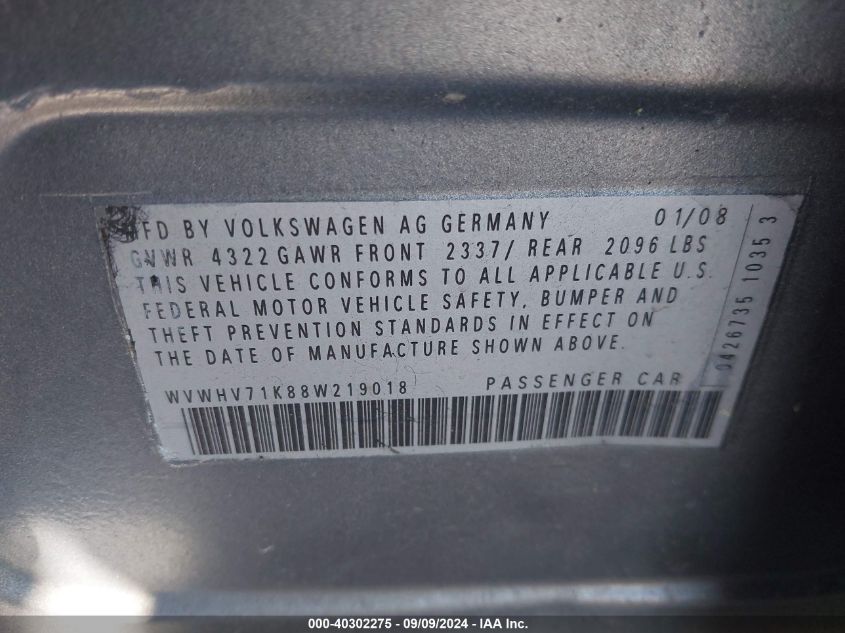 MFD BY VOLKSWAGEN AG GERMANY 01/08
GVWR 4322 GAWR FRONT 2337/ REAR 2096 LBS
THIS VEHICLE CONFORMS TO ALL APPLICABLE U.S.
FEDERAL MOTOR VEHICLE SAFETY, BUMPER AND
THEFT PREVENTION STANDARDS IN EFFECT ON
THE DATE OF MANUFACTURE SHOWN ABOVE.
WVWHV71K88W219018 PASSENGER CAR
0426735 1035 3
000-40302275 - 09/09/2024 - IAA Inc.